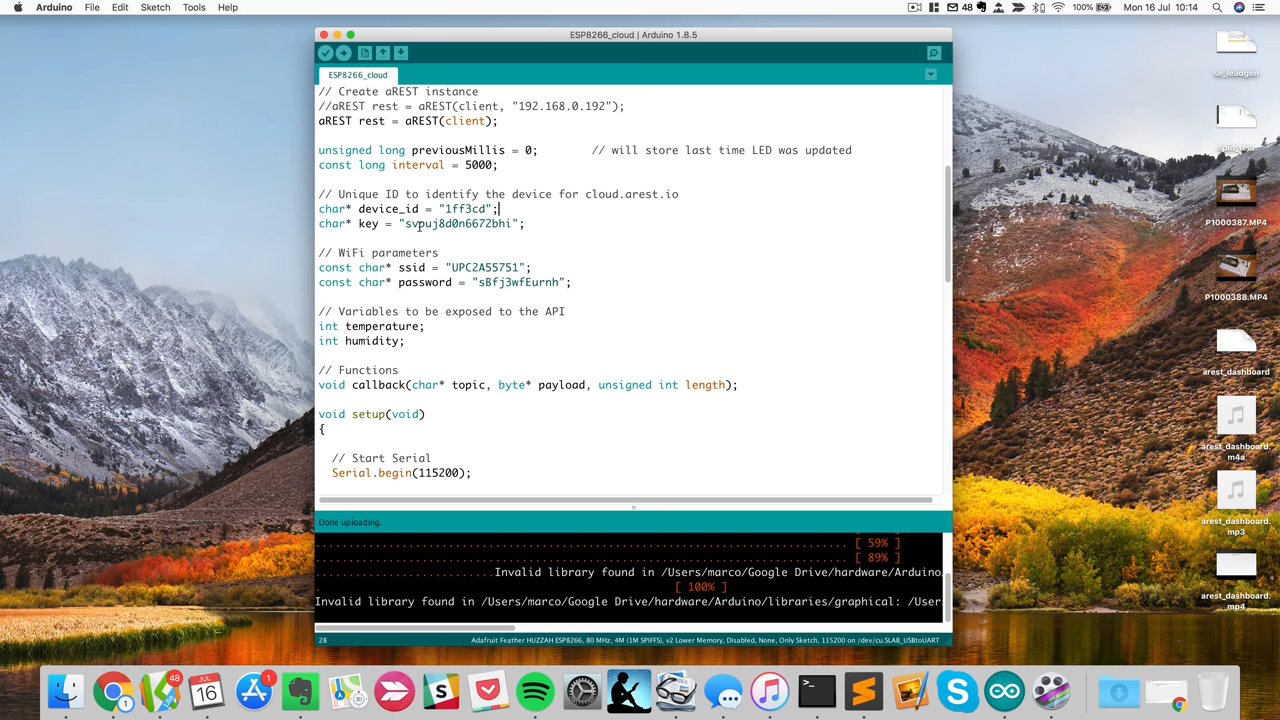 Arduino File Edit Sketch Tools Help 48 100% Mon 16 Jul 10:14
ESP8266_cloud | Arduino 1.8.5
ESP8266_cloud
// Create aREST instance
//aREST rest = aREST(client, "192.168.0.192");
aREST rest = aREST(client);
unsigned long previousMillis = 0; // will store last time LED was updated
const long interval = 5000;
// Unique ID to identify the device for cloud.arest.io
char* device_id = "1ff3cd";
char* key = "svpuj8d0n6672bhi";
// WiFi parameters
const char* ssid = "UPC2A55751";
const char* password = "sBfj3wfEurnh";
// Variables to be exposed to the API
int temperature;
int humidity;
// Functions
void callback(char* topic, byte* payload, unsigned int length);
void setup(void)
{
// Start Serial
Serial.begin(115200);
Done uploading.
................................................................................ [ 59% ]
................................................................................ [ 89% ]
...........................Invalid library found in /Users/marco/Google Drive/hardware/Arduino
. [ 100% ]
Invalid library found in /Users/marco/Google Drive/hardware/Arduino/libraries/graphical: /User
28 Adafruit Feather HUZZAH ESP8266, 80 MHz, 4M (1M SPIFFS), v2 Lower Memory, Disabled, None, Only Sketch, 115200 on /dev/cu.SLAB_USBtoUART
se_leadgen
split_test
P1000387.MP4
P1000388.MP4
arest_dashboard
arest_dashboard.
m4a
arest_dashboard.
mp3
arest_dashboard.
mp4
1 48 JUL 16 1